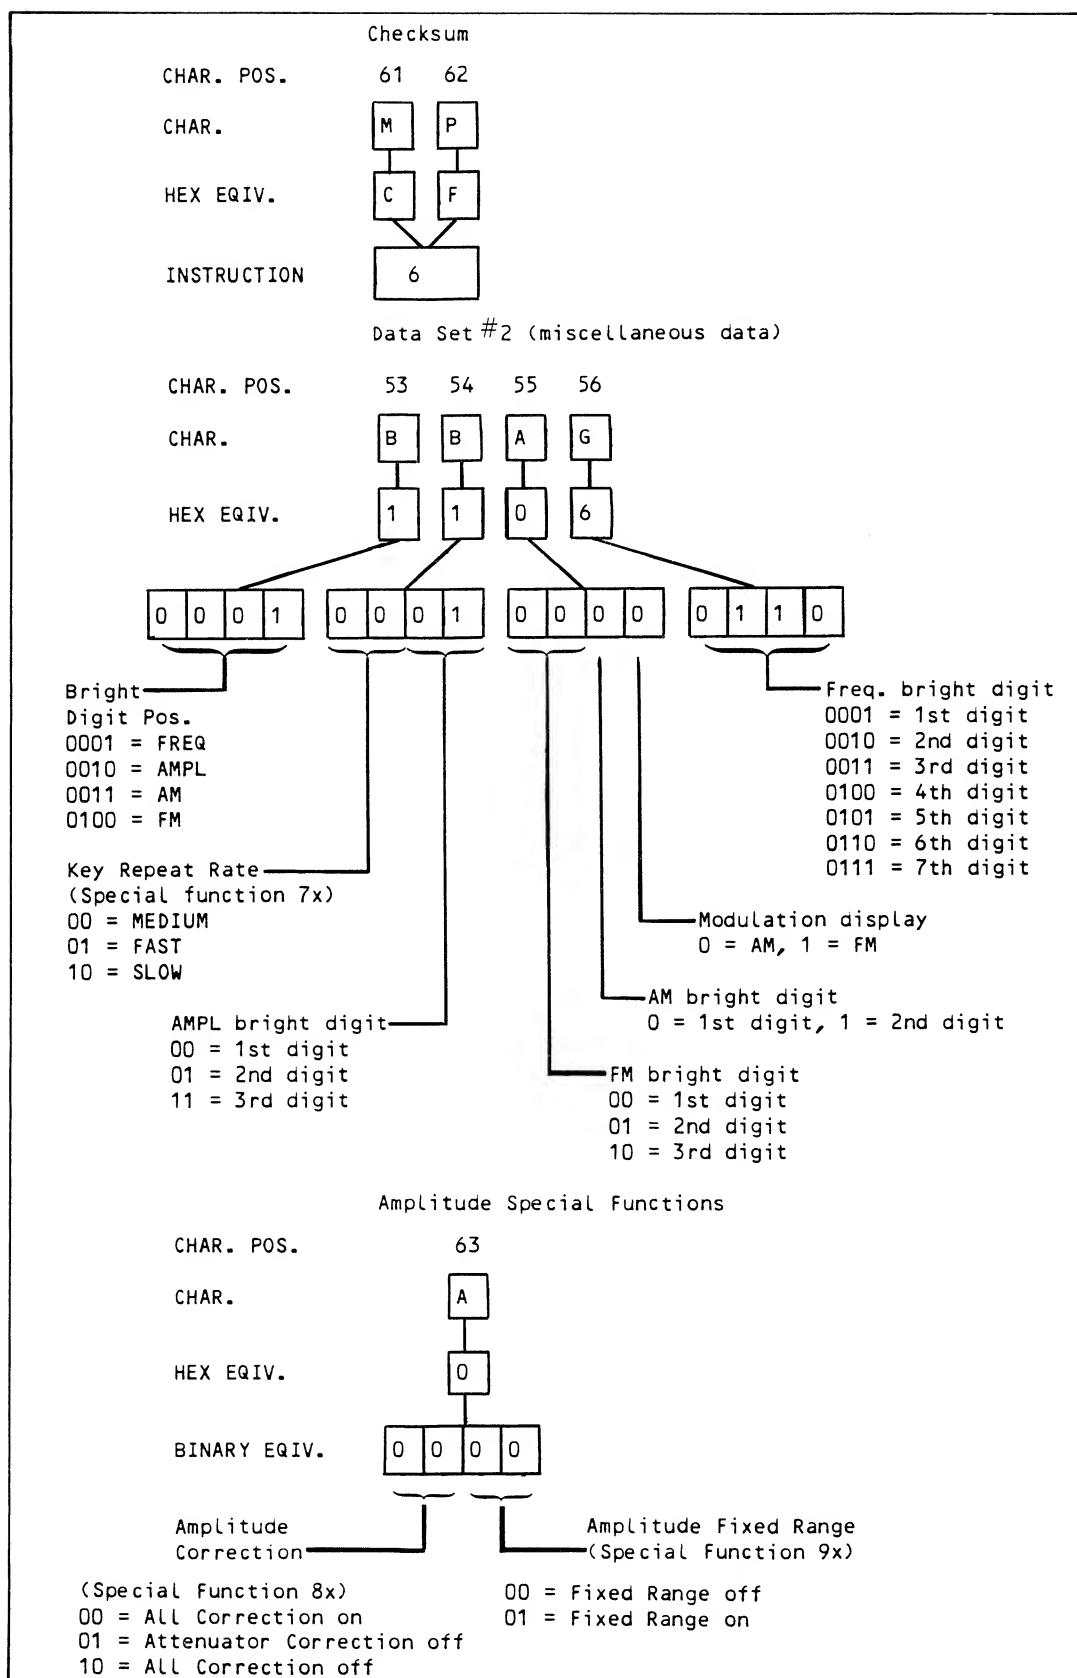 Checksum
CHAR. POS. 61 62
CHAR. M P
HEX EQIV. C F
INSTRUCTION 6
Data Set #2 (miscellaneous data)
CHAR. POS. 53 54 55 56
CHAR. B B A G
HEX EQIV. 1 1 0 6
0 0 0 1 0 0 0 1 0 0 0 0 0 1 1 0
Bright
Digit Pos.
0001 = FREQ
0010 = AMPL
0011 = AM
0100 = FM
Freq. bright digit
0001 = 1st digit
0010 = 2nd digit
0011 = 3rd digit
0100 = 4th digit
0101 = 5th digit
0110 = 6th digit
0111 = 7th digit
Key Repeat Rate
(Special function 7x)
00 = MEDIUM
01 = FAST
10 = SLOW
Modulation display
0 = AM, 1 = FM
AM bright digit
0 = 1st digit, 1 = 2nd digit
AMPL bright digit
00 = 1st digit
01 = 2nd digit
11 = 3rd digit
FM bright digit
00 = 1st digit
01 = 2nd digit
10 = 3rd digit
Amplitude Special Functions
CHAR. POS. 63
CHAR. A
HEX EQIV. 0
BINARY EQIV. 0 0 0 0
Amplitude
Correction
(Special Function 8x)
00 = All Correction on
01 = Attenuator Correction off
10 = All Correction off
Amplitude Fixed Range
(Special Function 9x)
00 = Fixed Range off
01 = Fixed Range on